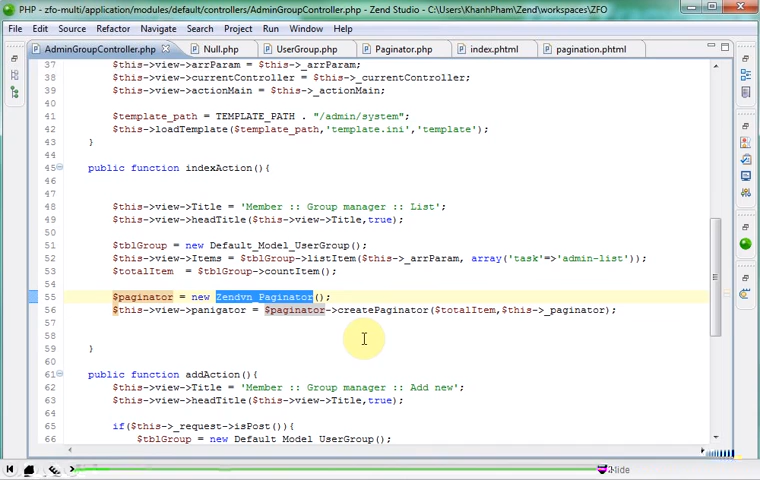 PHP - zfo-multi/application/modules/default/controllers/AdminGroupController.php - Zend Studio - C:\Users\KhanhPham\Zend\workspaces\ZFO
File Edit Source Refactor Navigate Search Project Run Window Help
AdminGroupController.php Null.php UserGroup.php Paginator.php index.phtml pagination.phtml
37 $this->view->arrParam = $this->_arrParam;
38 $this->view->currentController = $this->_currentController;
39 $this->view->actionMain = $this->_actionMain;
40
41 $template_path = TEMPLATE_PATH . "/admin/system";
42 $this->loadTemplate($template_path,'template.ini','template');
43 }
44
45 public function indexAction(){
46
47
48 $this->view->Title = 'Member :: Group manager :: List';
49 $this->view->headTitle($this->view->Title,true);
50
51 $tblGroup = new Default_Model_UserGroup();
52 $this->view->Items = $tblGroup->listItem($this->_arrParam, array('task'=>'admin-list'));
53 $totalItem = $tblGroup->countItem();
54
55 $paginator = new Zendvn_Paginator();
56 $this->view->panigator = $paginator->createPaginator($totalItem,$this->_paginator);
57
58
59 }
60
61 public function addAction(){
62 $this->view->Title = 'Member :: Group manager :: Add new';
63 $this->view->headTitle($this->view->Title,true);
64
65 if($this->_request->isPost()){
66 $tblGroup = new Default_Model_UserGroup();
Hide